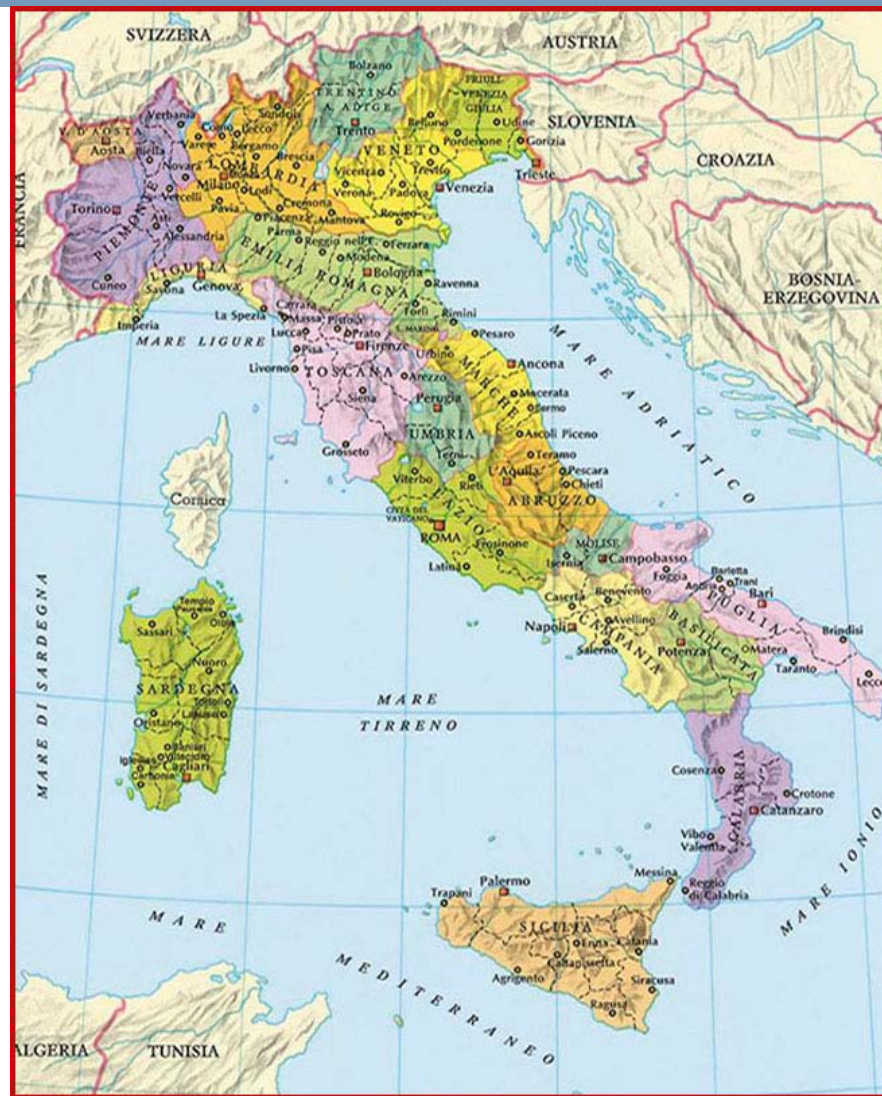 SVIZZERA
AUSTRIA
Bolzano
TRENTINO
A. ADIGE
Trento
FRIULI-
VENEZIA
GIULIA
Udine
SLOVENIA
Belluno
Pordenone
Gorizia
Trieste
CROAZIA
Verbania
Sondrio
Como
Lecco
Varese
Bergamo
V. D'AOSTA
Aosta
Biella
Novara
LOMBARDIA
Brescia
Milano
Lodi
Vercelli
Pavia
Cremona
Mantova
VENETO
Vicenza
Treviso
Verona
Padova
Venezia
Rovigo
FRANCIA
Torino
PIEMONTE
Asti
Alessandria
Cuneo
Piacenza
Parma
Reggio nell'E.
Ferrara
Modena
EMILIA ROMAGNA
Bologna
Ravenna
Forlì
Rimini
S. MARINO
LIGURIA
Savona
Genova
Imperia
La Spezia
MARE LIGURE
BOSNIA-
ERZEGOVINA
Carrara
Massa
Pistoia
Lucca
Prato
Pisa
Firenze
Livorno
TOSCANA
Arezzo
Siena
Grosseto
Urbino
Pesaro
Ancona
MARCHE
Macerata
Fermo
Ascoli Piceno
MARE ADRIATICO
Perugia
UMBRIA
Terni
Teramo
L'Aquila
Pescara
Chieti
ABRUZZO
Viterbo
Rieti
LAZIO
CITTÀ DEL
VATICANO
ROMA
Frosinone
Latina
Corsica
MOLISE
Isernia
Campobasso
Foggia
Barletta
Andria
Trani
Bari
PUGLIA
Brindisi
Taranto
Lecce
Caserta
Benevento
Napoli
Avellino
Salerno
CAMPANIA
BASILICATA
Potenza
Matera
MARE DI SARDEGNA
Tempio
Pausania
Olbia
Sassari
Nuoro
SARDEGNA
Tortolì
Oristano
Lanusei
Sanluri
Villacidro
Iglesias
Carbonia
Cagliari
MARE
TIRRENO
Cosenza
CALABRIA
Crotone
Catanzaro
Vibo
Valentia
Reggio
di Calabria
MARE IONIO
Messina
Palermo
Trapani
SICILIA
Enna
Catania
Caltanissetta
Agrigento
Siracusa
Ragusa
MARE
MEDITERRANEO
ALGERIA
TUNISIA